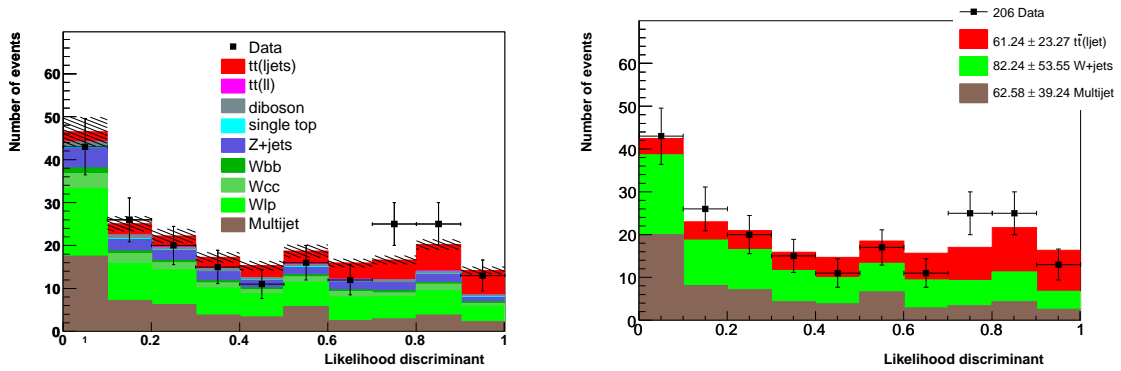 Number of events
60
50
40
30
20
10
0
Data
tt(ljets)
tt(ll)
diboson
single top
Z+jets
Wbb
Wcc
Wlp
Multijet
0 1 0.2 0.4 0.6 0.8 1
Likelihood discriminant
Number of events
60
50
40
30
20
10
0
206 Data
61.24 ± 23.27 tt̄(ljet)
82.24 ± 53.55 W+jets
62.58 ± 39.24 Multijet
0 0.2 0.4 0.6 0.8 1
Likelihood discriminant